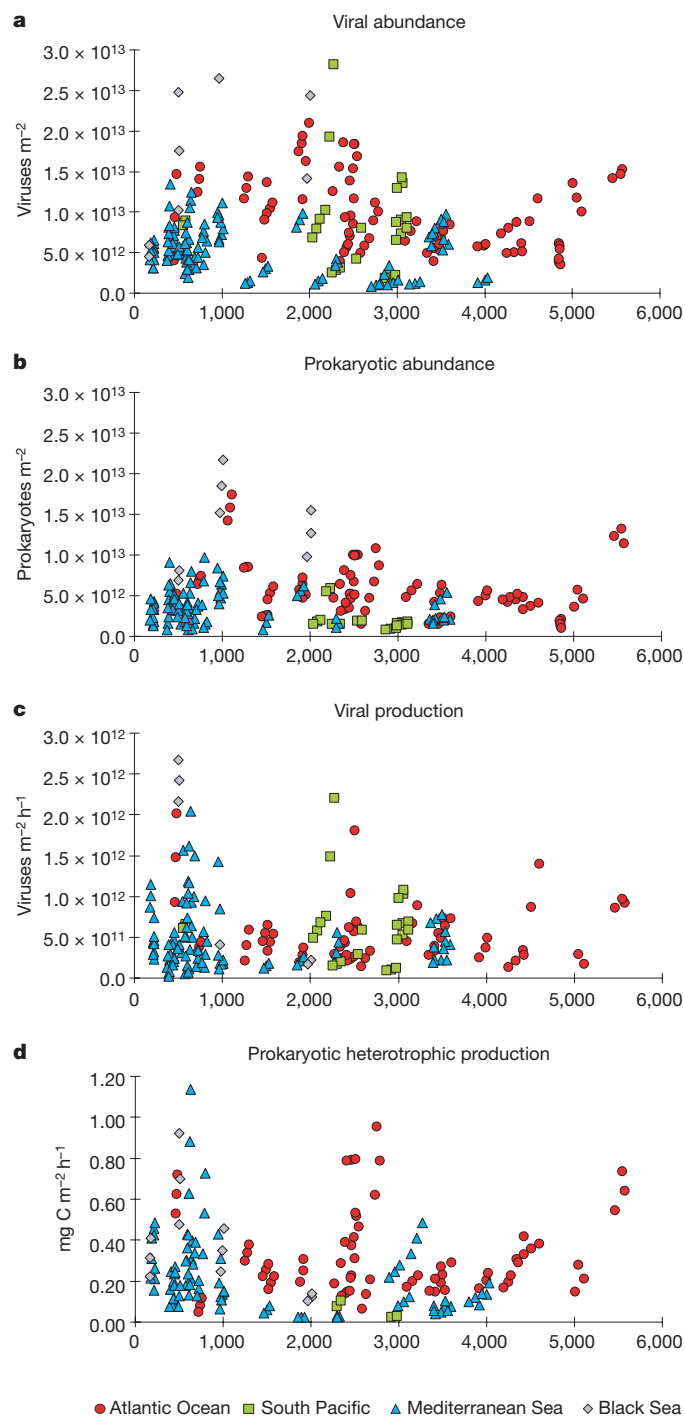 a Viral abundance
3.0 × 10¹³
2.5 × 10¹³
2.0 × 10¹³
1.5 × 10¹³
1.0 × 10¹³
5.0 × 10¹²
0.0
Viruses m⁻²
0 1,000 2,000 3,000 4,000 5,000 6,000
b Prokaryotic abundance
3.0 × 10¹³
2.5 × 10¹³
2.0 × 10¹³
1.5 × 10¹³
1.0 × 10¹³
5.0 × 10¹²
0.0
Prokaryotes m⁻²
0 1,000 2,000 3,000 4,000 5,000 6,000
c Viral production
3.0 × 10¹²
2.5 × 10¹²
2.0 × 10¹²
1.5 × 10¹²
1.0 × 10¹²
5.0 × 10¹¹
0.0
Viruses m⁻² h⁻¹
0 1,000 2,000 3,000 4,000 5,000 6,000
d Prokaryotic heterotrophic production
1.20
1.00
0.80
0.60
0.40
0.20
0.00
mg C m⁻² h⁻¹
0 1,000 2,000 3,000 4,000 5,000 6,000
Atlantic Ocean South Pacific Mediterranean Sea Black Sea